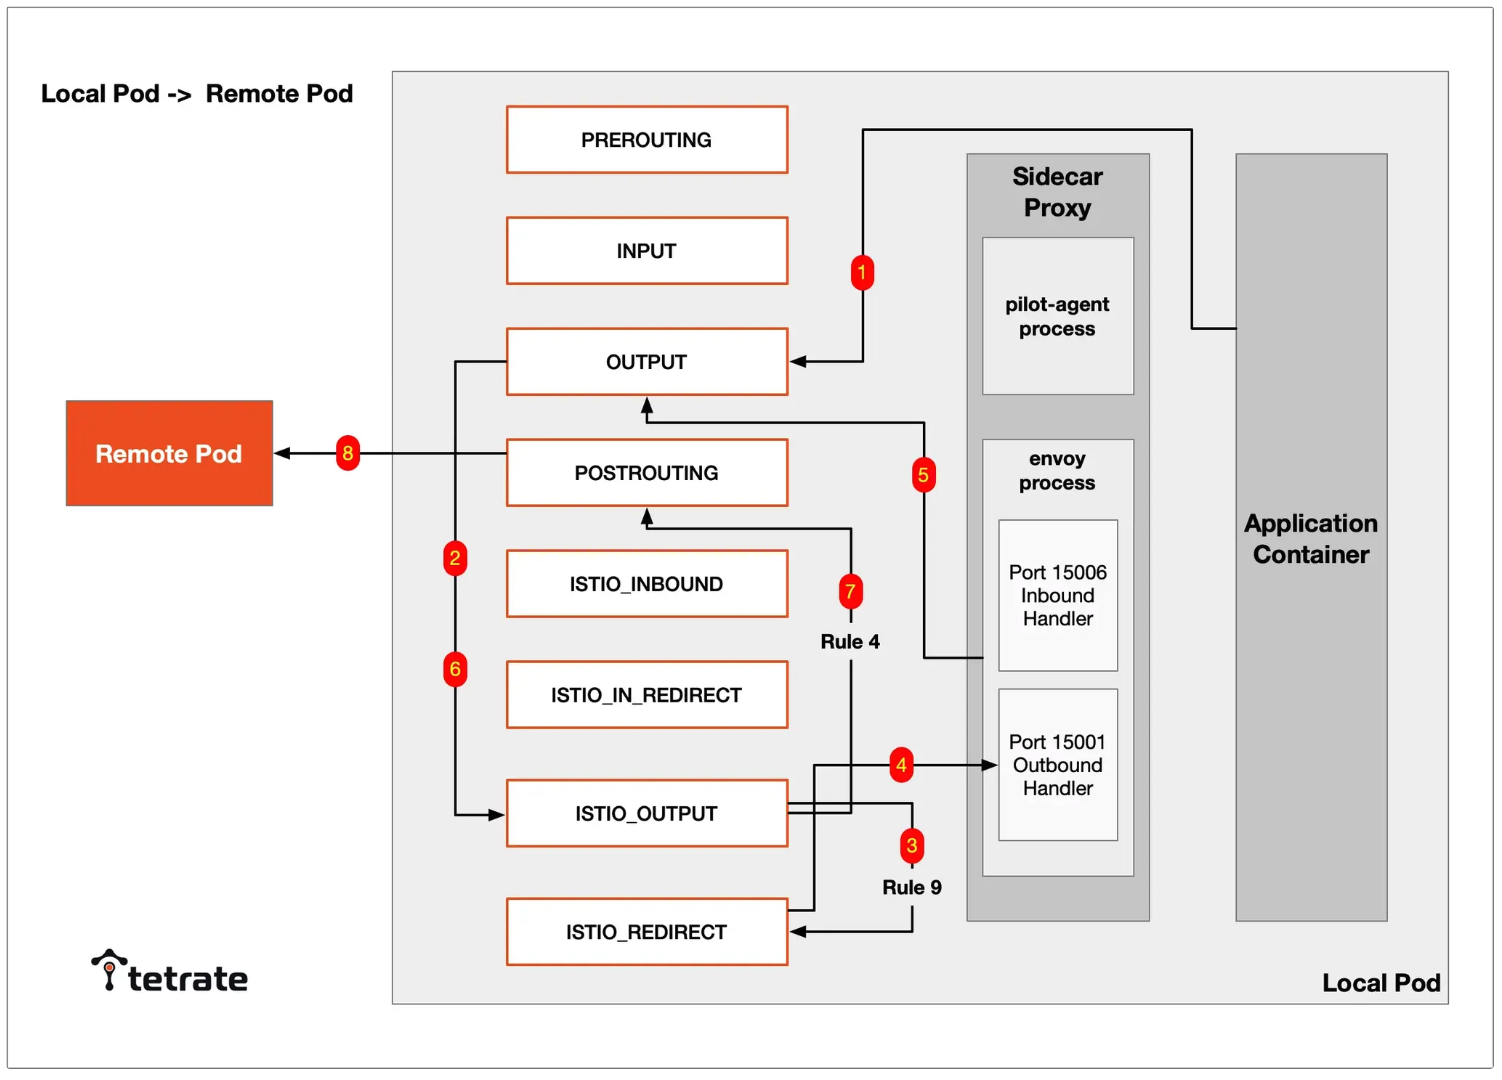 Local Pod -> Remote Pod
PREROUTING
INPUT
OUTPUT
POSTROUTING
ISTIO_INBOUND
ISTIO_IN_REDIRECT
ISTIO_OUTPUT
ISTIO_REDIRECT
Remote Pod
8
2
6
1
5
7
Rule 4
4
3
Rule 9
Sidecar
Proxy
pilot-agent
process
envoy
process
Port 15006
Inbound
Handler
Port 15001
Outbound
Handler
Application
Container
tetrate
Local Pod